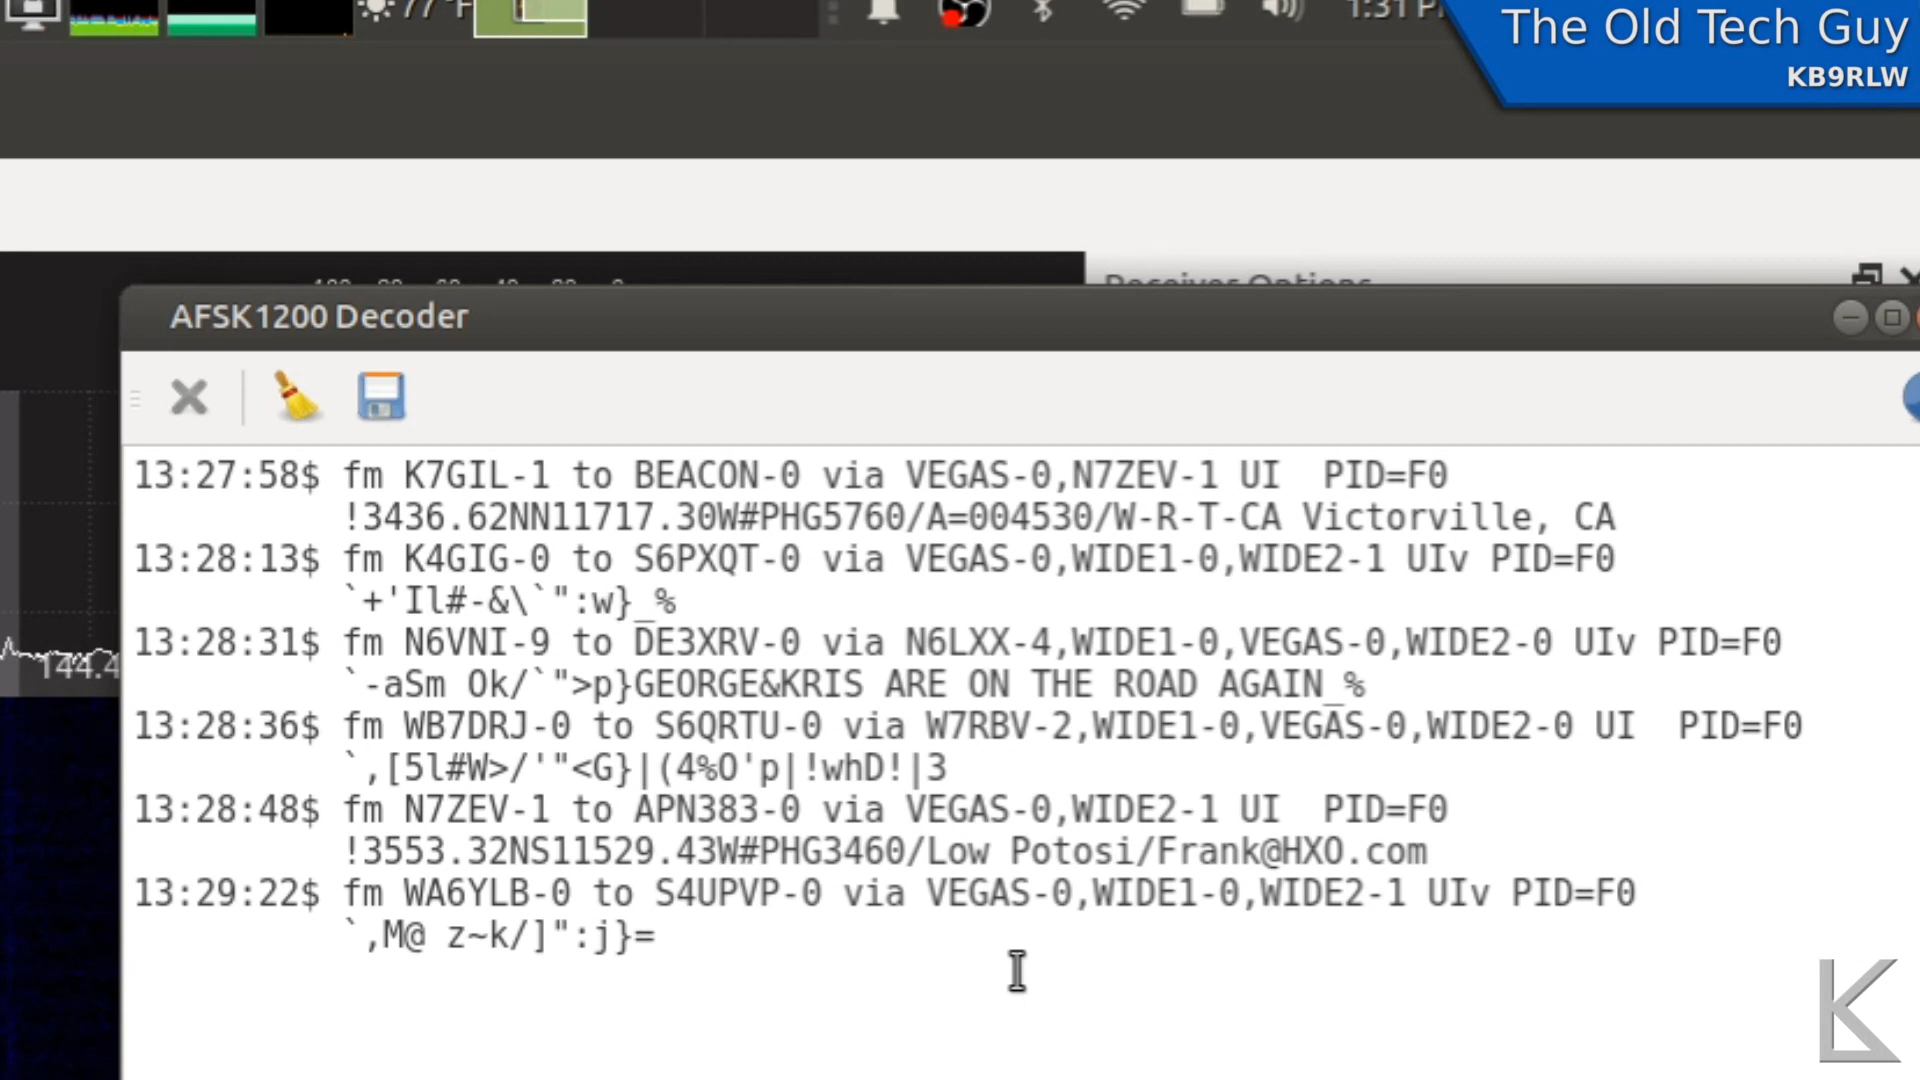 77°F
The Old Tech Guy
KB9RLW
Receiver Options
AFSK1200 Decoder
13:27:58$ fm K7GIL-1 to BEACON-0 via VEGAS-0,N7ZEV-1 UI  PID=F0
!3436.62NN11717.30W#PHG5760/A=004530/W-R-T-CA Victorville, CA
13:28:13$ fm K4GIG-0 to S6PXQT-0 via VEGAS-0,WIDE1-0,WIDE2-1 UIv PID=F0
`+'Il#-&\`":w}_%
13:28:31$ fm N6VNI-9 to DE3XRV-0 via N6LXX-4,WIDE1-0,VEGAS-0,WIDE2-0 UIv PID=F0
`-aSm Ok/`">p}GEORGE&KRIS ARE ON THE ROAD AGAIN_%
13:28:36$ fm WB7DRJ-0 to S6QRTU-0 via W7RBV-2,WIDE1-0,VEGAS-0,WIDE2-0 UI  PID=F0
`,[5l#W>/'"<G}|(4%O'p|!whD!|3
13:28:48$ fm N7ZEV-1 to APN383-0 via VEGAS-0,WIDE2-1 UI  PID=F0
!3553.32NS11529.43W#PHG3460/Low Potosi/Frank@HXO.com
13:29:22$ fm WA6YLB-0 to S4UPVP-0 via VEGAS-0,WIDE1-0,WIDE2-1 UIv PID=F0
`,M@ z~k/]":j}=
144.4